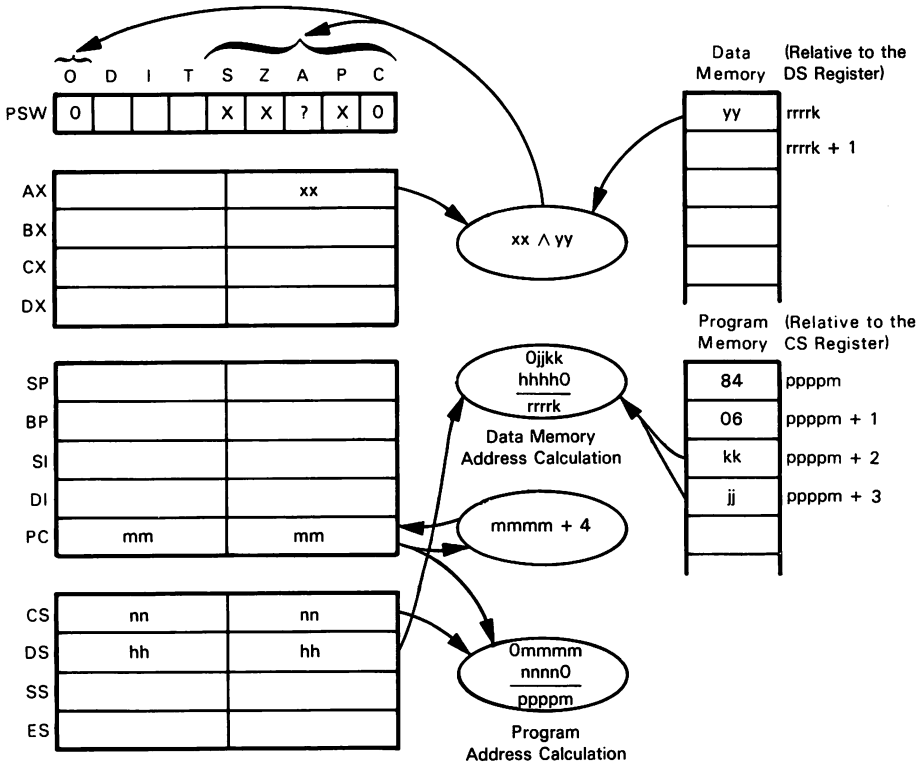 O D I T S Z A P C
PSW 0 X X ? X 0
AX xx
BX
CX
DX
xx ∧ yy
Data Memory
(Relative to the DS Register)
yy rrrrk
rrrrk + 1
SP
BP
SI
DI
PC mm mm
0jjkk
hhhh0
rrrrk
Data Memory
Address Calculation
mmmm + 4
Program Memory
(Relative to the CS Register)
84 ppppm
06 ppppm + 1
kk ppppm + 2
jj ppppm + 3
CS nn nn
DS hh hh
SS
ES
0mmmm
nnnn0
ppppm
Program
Address Calculation